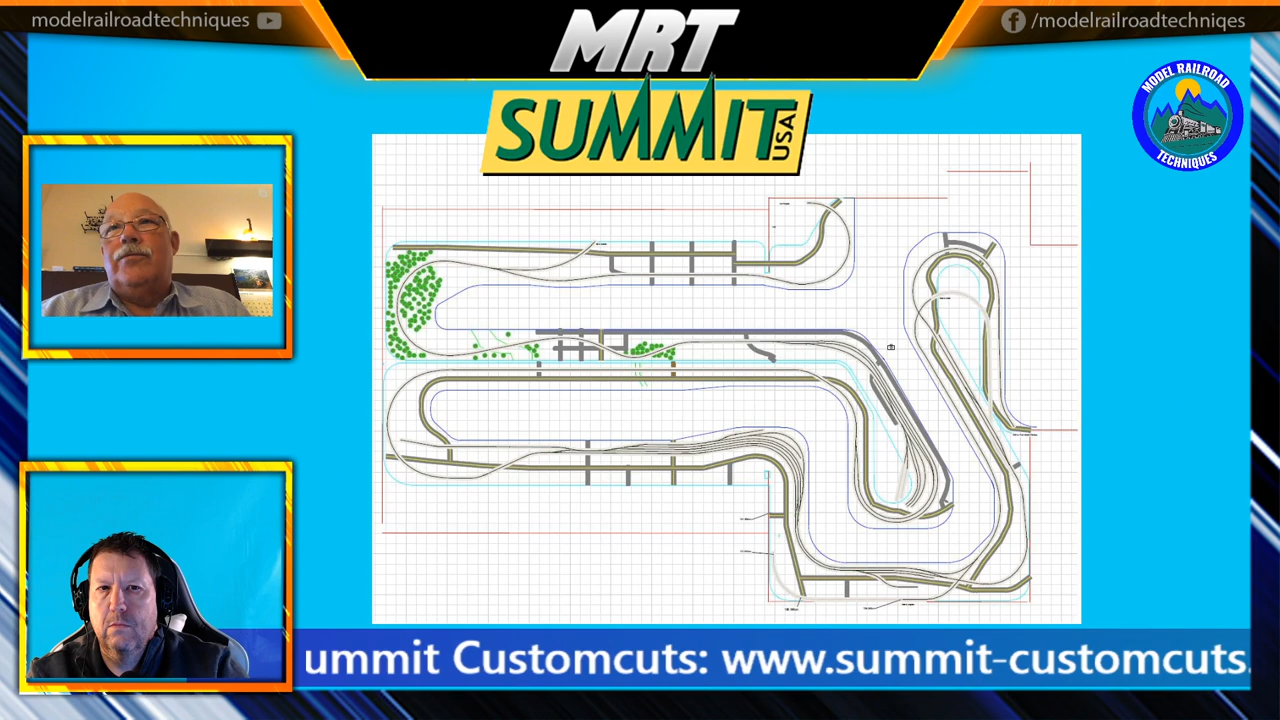 modelrailroadtechniques
MRT
/modelrailroadtechniqes
SUMMIT
USA
MODEL RAILROAD
TECHNIQUES
ummit Customcuts: www.summit-customcuts.